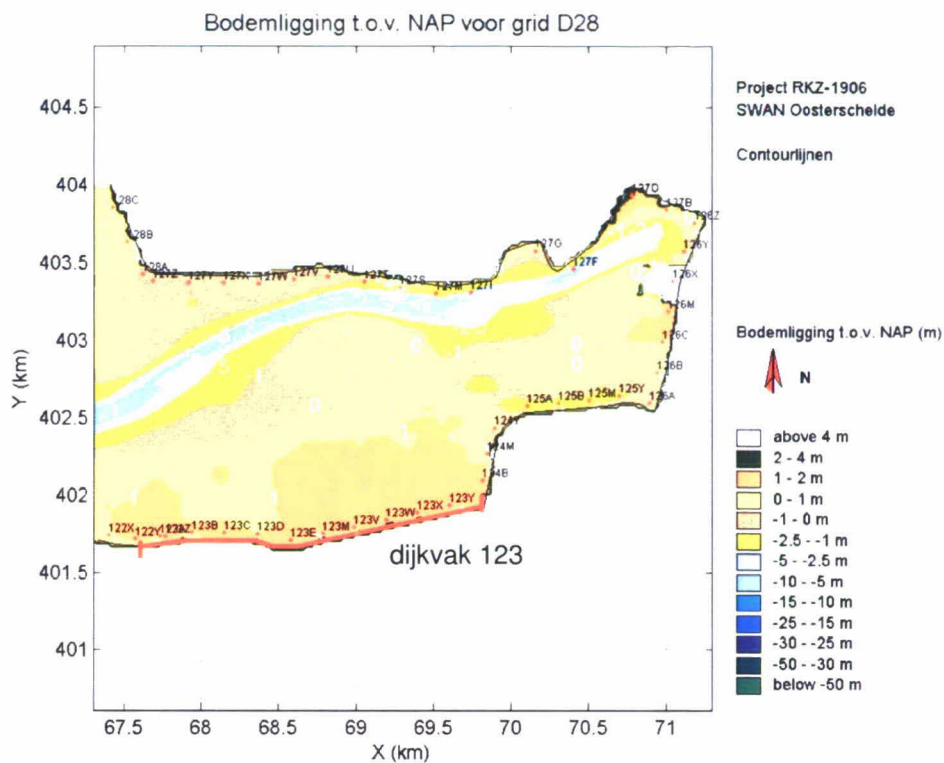 Bodemligging t.o.v. NAP voor grid D28
Project RKZ-1906
SWAN Oosterschelde
Contourlijnen
Bodemligging t.o.v. NAP (m)
N
above 4 m
2 - 4 m
1 - 2 m
0 - 1 m
-1 - 0 m
-2.5 - -1 m
-5 - -2.5 m
-10 - -5 m
-15 - -10 m
-25 - -15 m
-30 - -25 m
-50 - -30 m
below -50 m
Y (km)
404.5
404
403.5
403
402.5
402
401.5
401
67.5 68 68.5 69 69.5 70 70.5 71
X (km)
128C
128B
128A
127W
127V
127M
127I
127G
127F
127D
127B
126Z
126Y
126X
126M
126C
126B
126A
125A 125B 125M 125Y
124Y
124M
124B
122X 122Y 123B 123C 123D 123E 123M 123V 123W 123X 123Y
dijkvak 123